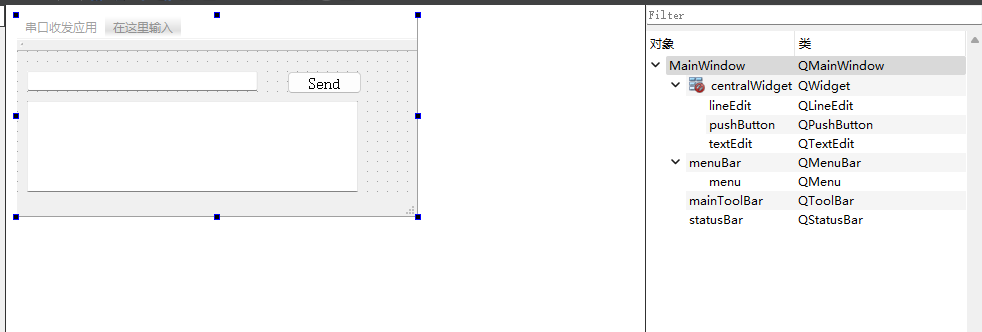 串口收发应用 在这里输入
Send
Filter
对象 类
MainWindow QMainWindow
centralWidget QWidget
lineEdit QLineEdit
pushButton QPushButton
textEdit QTextEdit
menuBar QMenuBar
menu QMenu
mainToolBar QToolBar
statusBar QStatusBar